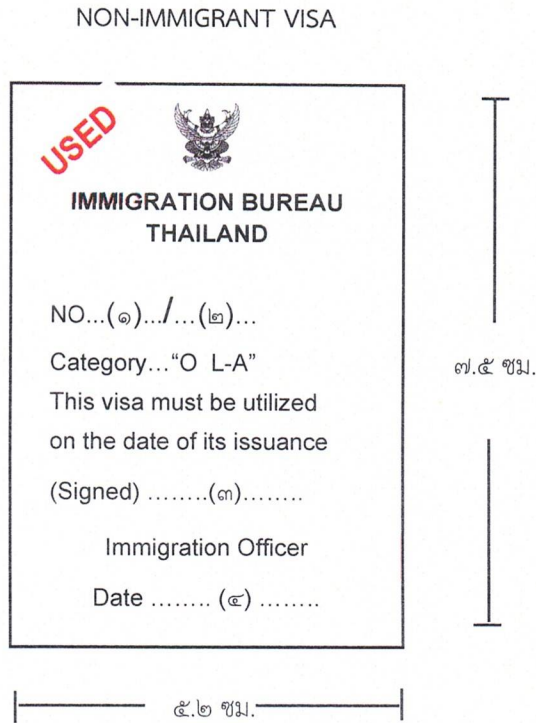 NON-IMMIGRANT VISA
USED
IMMIGRATION BUREAU
THAILAND
NO...(๑).../...(๒)...
Category..."O L-A"
This visa must be utilized
on the date of its issuance
(Signed) ........(๓)........
Immigration Officer
Date ........ (๔) ........
๗.๕ ซม.
๕.๒ ซม.